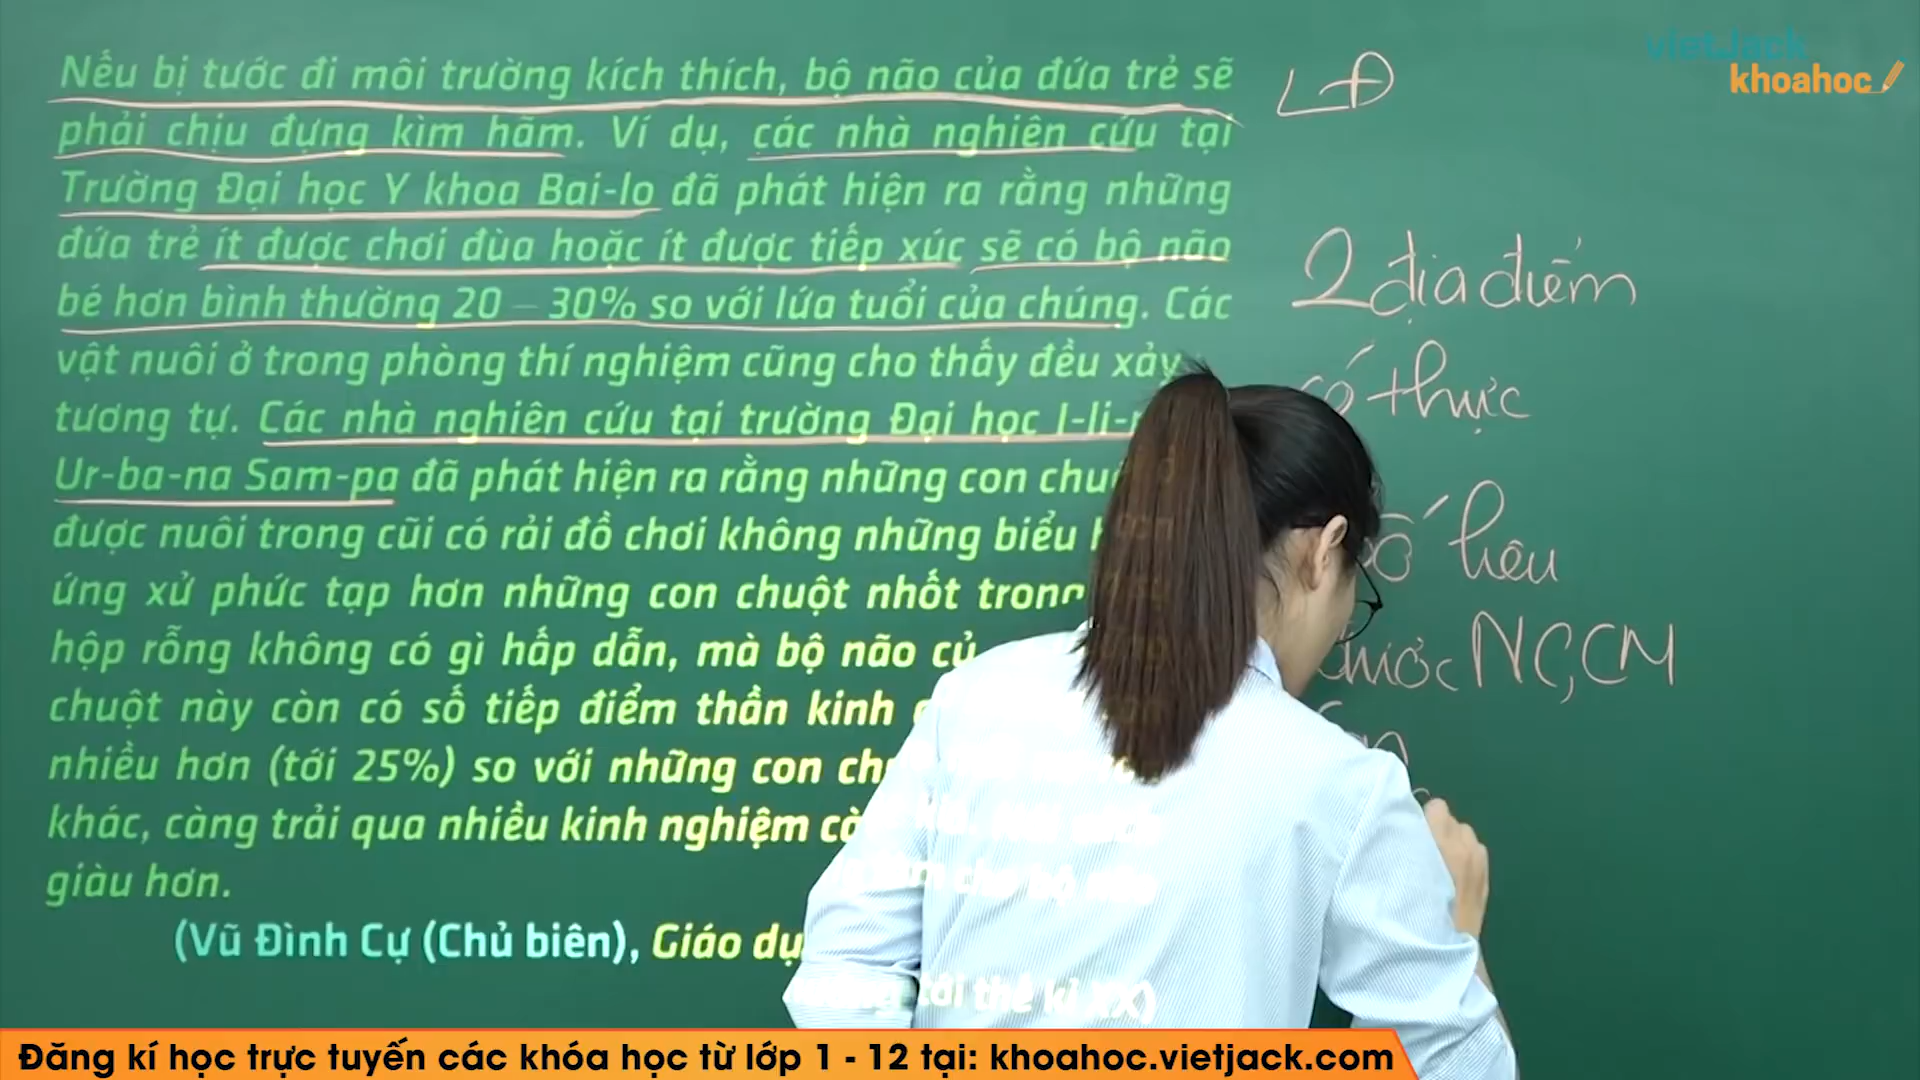 Nếu bị tước đi môi trường kích thích, bộ não của đứa trẻ sẽ
phải chịu đựng kìm hãm. Ví dụ, các nhà nghiên cứu tại
Trường Đại học Y khoa Bai-lo đã phát hiện ra rằng những
đứa trẻ ít được chơi đùa hoặc ít được tiếp xúc sẽ có bộ não
bé hơn bình thường 20 – 30% so với lứa tuổi của chúng. Các
vật nuôi ở trong phòng thí nghiệm cũng cho thấy đều xảy
tương tự. Các nhà nghiên cứu tại trường Đại học I-li-
Ur-ba-na Sam-pa đã phát hiện ra rằng những con
được nuôi trong cũi có rải đồ chơi không những biểu
ứng xử phức tạp hơn những con chuột nhốt trong
hộp rỗng không có gì hấp dẫn, mà bộ não
chuột này còn có số tiếp điểm thần kinh
nhiều hơn (tới 25%) so với những con
khác, càng trải qua nhiều kinh nghiệm
giàu hơn.
(Vũ Đình Cự (Chủ biên), Giáo
tới thế kỉ XX)
LĐ
2 địa điểm
có thực
số liệu
được NC, CM
vietJack
khoahoc
Đăng kí học trực tuyến các khóa học từ lớp 1 - 12 tại: khoahoc.vietjack.com